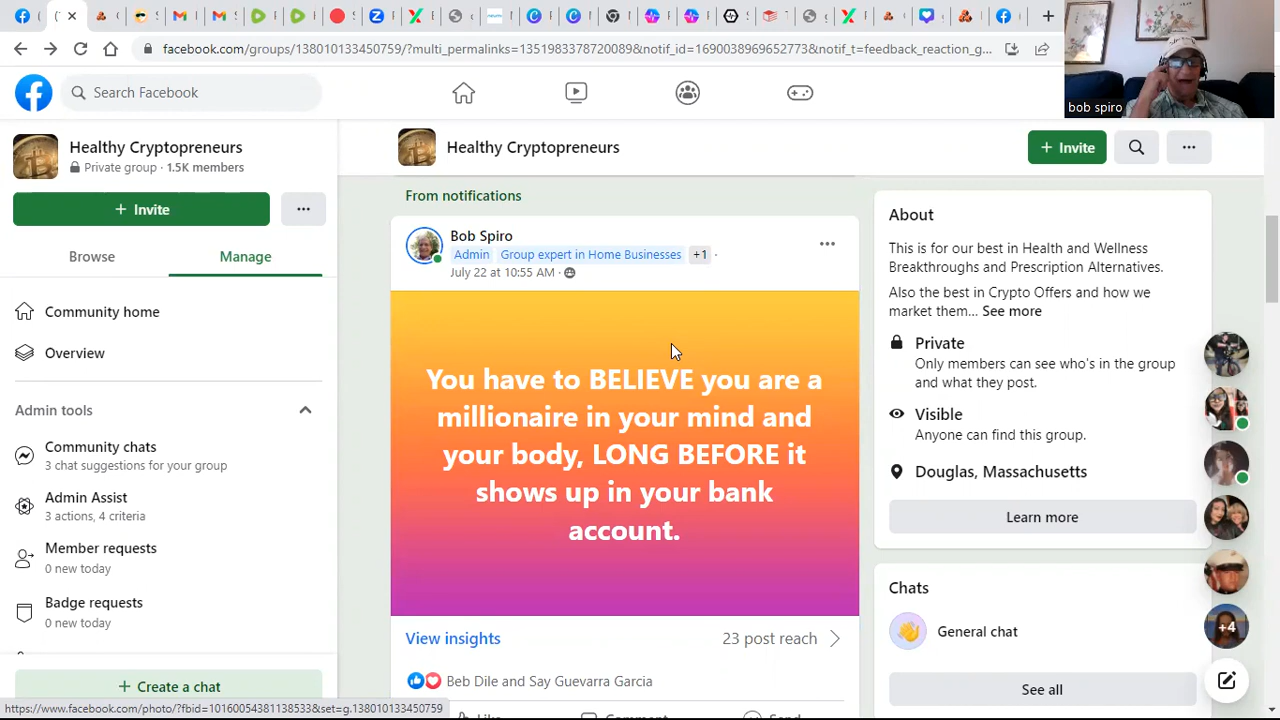 facebook.com/groups/138010133450759/?multi_permalinks=1351983378720089&notif_id=1690038969652773&notif_t=feedback_reaction_g...
Search Facebook
bob spiro
Healthy Cryptopreneurs
Private group · 1.5K members
+ Invite
...
Browse
Manage
Community home
Overview
Admin tools
Community chats
3 chat suggestions for your group
Admin Assist
3 actions, 4 criteria
Member requests
0 new today
Badge requests
0 new today
+ Create a chat
https://www.facebook.com/photo/?fbid=10160054381138533&set=g.138010133450759
Healthy Cryptopreneurs
+ Invite
...
From notifications
Bob Spiro
Admin Group expert in Home Businesses +1 ·
July 22 at 10:55 AM ·
You have to BELIEVE you are a
millionaire in your mind and
your body, LONG BEFORE it
shows up in your bank
account.
View insights
23 post reach
Beb Dile and Say Guevarra Garcia
Like
Comment
Send
About
This is for our best in Health and Wellness
Breakthroughs and Prescription Alternatives.
Also the best in Crypto Offers and how we
market them... See more
Private
Only members can see who's in the group
and what they post.
Visible
Anyone can find this group.
Douglas, Massachusetts
Learn more
Chats
General chat
See all
+4